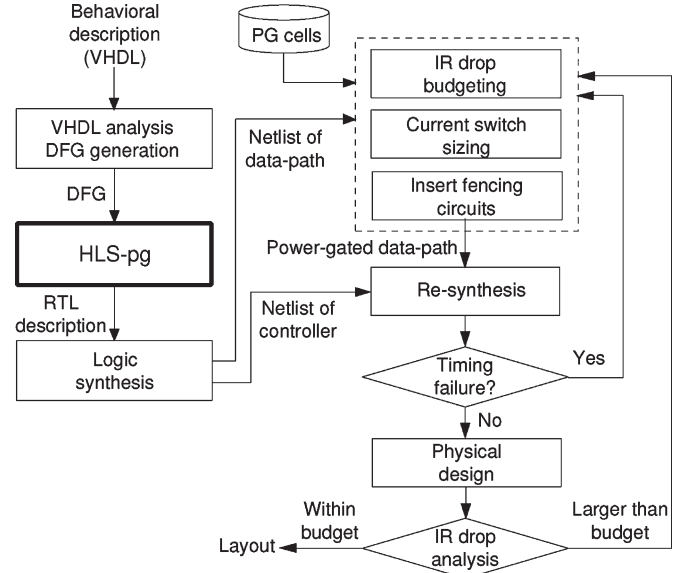 Behavioral
description
(VHDL)
VHDL analysis
DFG generation
DFG
HLS-pg
RTL
description
Logic
synthesis
PG cells
Netlist of
data-path
IR drop
budgeting
Current switch
sizing
Insert fencing
circuits
Power-gated data-path
Netlist of
controller
Re-synthesis
Timing
failure?
Yes
No
Physical
design
Within
budget
Larger than
budget
Layout
IR drop
analysis